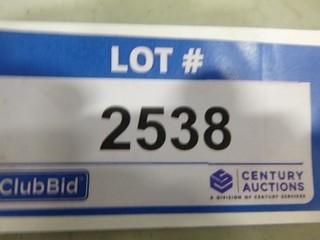 LOT #
2538
ClubBid
CENTURY
AUCTIONS
A DIVISION OF CENTURY SERVICES